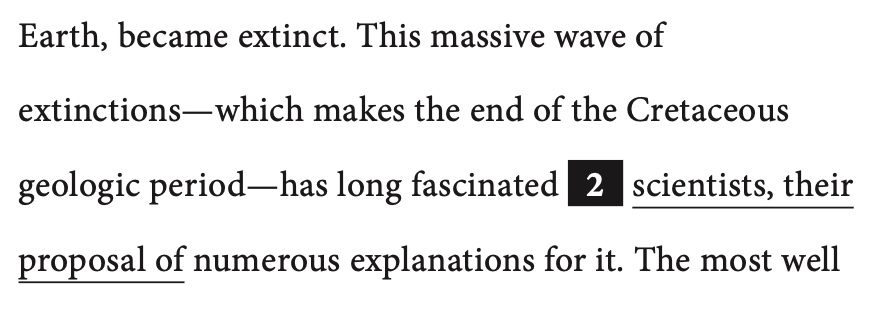 Earth, became extinct. This massive wave of
extinctions—which makes the end of the Cretaceous
geologic period—has long fascinated 2 scientists, their
proposal of numerous explanations for it. The most well